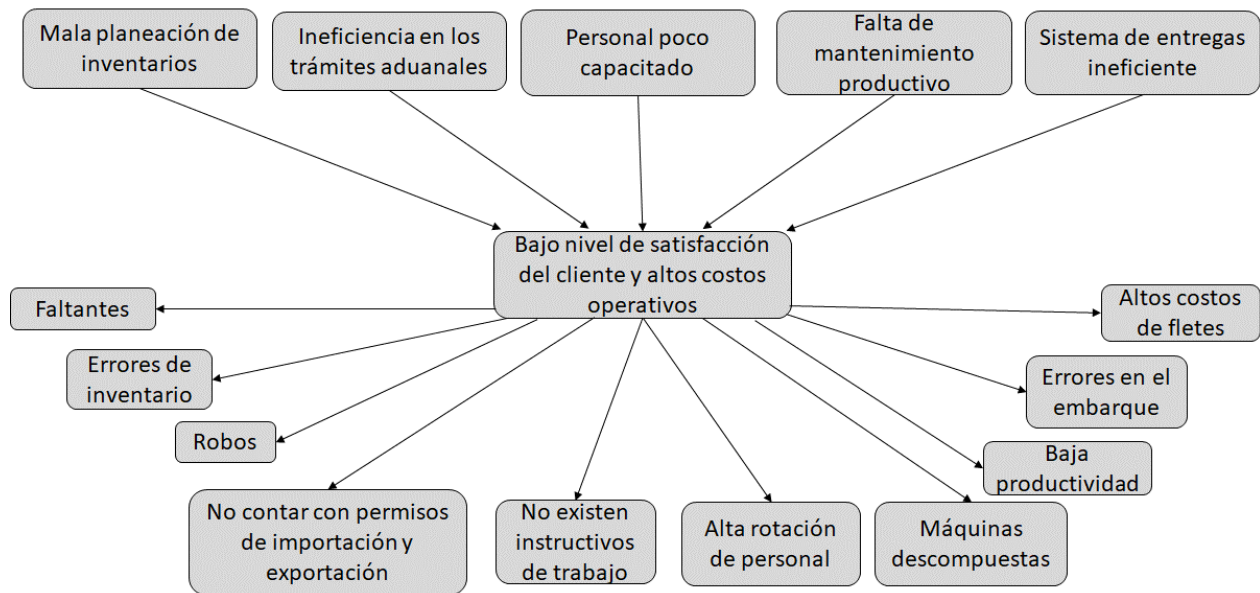 Mala planeación de
inventarios
Ineficiencia en los
trámites aduanales
Personal poco
capacitado
Falta de
mantenimiento
productivo
Sistema de entregas
ineficiente
Bajo nivel de satisfacción
del cliente y altos costos
operativos
Faltantes
Altos costos
de fletes
Errores de
inventario
Errores en el
embarque
Robos
Baja
productividad
No contar con permisos
de importación y
exportación
No existen
instructivos
de trabajo
Alta rotación
de personal
Máquinas
descompuestas